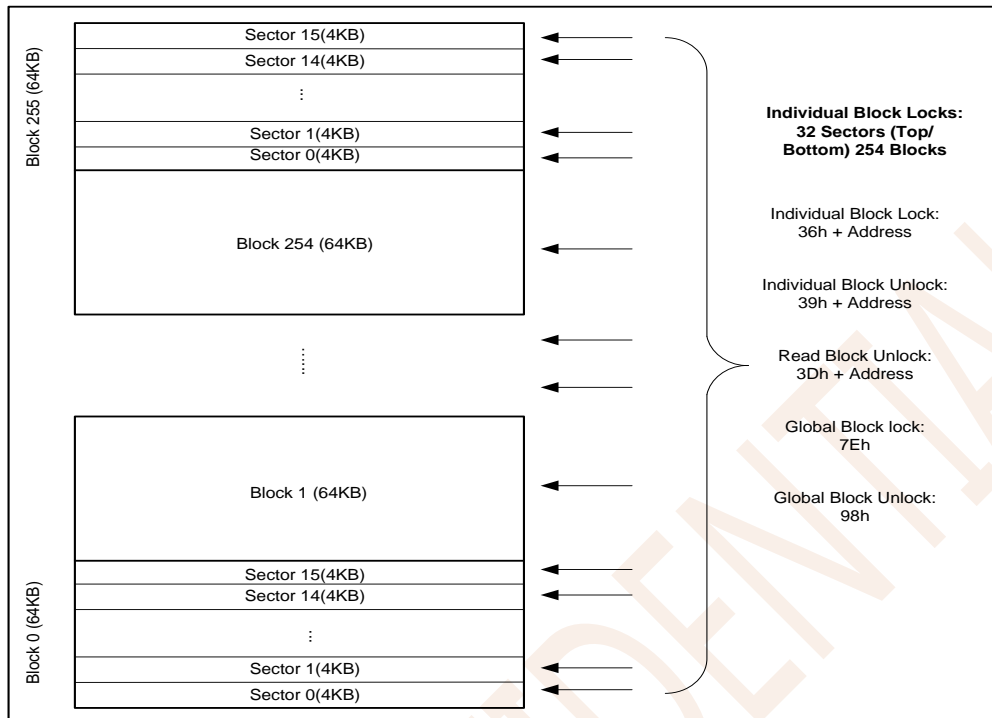 Block 255 (64KB)
Sector 15(4KB)
Sector 14(4KB)
...
Sector 1(4KB)
Sector 0(4KB)
Block 254 (64KB)
......
Block 1 (64KB)
Block 0 (64KB)
Sector 15(4KB)
Sector 14(4KB)
...
Sector 1(4KB)
Sector 0(4KB)
Individual Block Locks:
32 Sectors (Top/
Bottom) 254 Blocks
Individual Block Lock:
36h + Address
Individual Block Unlock:
39h + Address
Read Block Unlock:
3Dh + Address
Global Block lock:
7Eh
Global Block Unlock:
98h